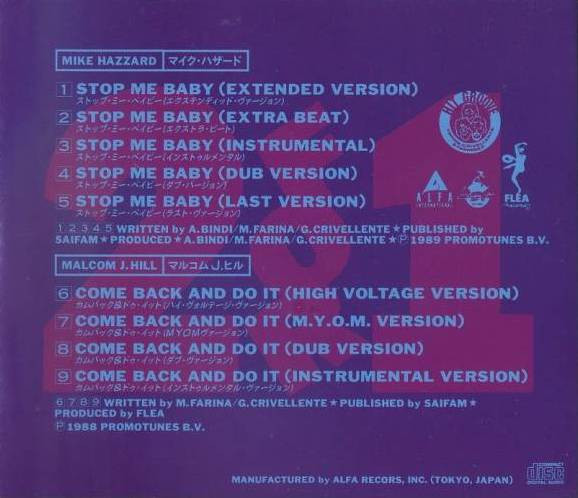 MIKE HAZZARD マイク・ハザード
1 STOP ME BABY (EXTENDED VERSION)
ストップ・ミー・ベイビー(エクステンディッド・ヴァージョン)
2 STOP ME BABY (EXTRA BEAT)
ストップ・ミー・ベイビー(エクストラ・ビート)
3 STOP ME BABY (INSTRUMENTAL)
ストップ・ミー・ベイビー(インストゥルメンタル)
4 STOP ME BABY (DUB VERSION)
ストップ・ミー・ベイビー(ダブ・バージョン)
5 STOP ME BABY (LAST VERSION)
ストップ・ミー・ベイビー(ラスト・ヴァージョン)
1 2 3 4 5 WRITTEN by A.BINDI/M.FARINA/G.CRIVELLENTE★PUBLISHED by
SAIFAM★PRODUCED★A.BINDI/M.FARINA/G.CRIVELLENTE★Ⓟ1989 PROMOTUNES B.V.
HIT GROOVE
ALFA
INTERNATIONAL
FLEA
MALCOM J.HILL マルコムJ.ヒル
6 COME BACK AND DO IT (HIGH VOLTAGE VERSION)
カムバック&ドゥ・イット(ハイ・ヴォルテージ・ヴァージョン)
7 COME BACK AND DO IT (M.Y.O.M. VERSION)
カムバック&ドゥ・イット(MYOMヴァージョン)
8 COME BACK AND DO IT (DUB VERSION)
カムバック&ドゥ・イット(ダブ・ヴァージョン)
9 COME BACK AND DO IT (INSTRUMENTAL VERSION)
カムバック&ドゥ・イット(インストゥルメンタル・ヴァージョン)
6 7 8 9 WRITTEN by M.FARINA/G.CRIVELLENTE★PUBLISHED by SAIFAM★
PRODUCED by FLEA
Ⓟ1988 PROMOTUNES B.V.
COMPACT
disc
DIGITAL AUDIO
MANUFACTURED by ALFA RECORS, INC. (TOKYO, JAPAN)